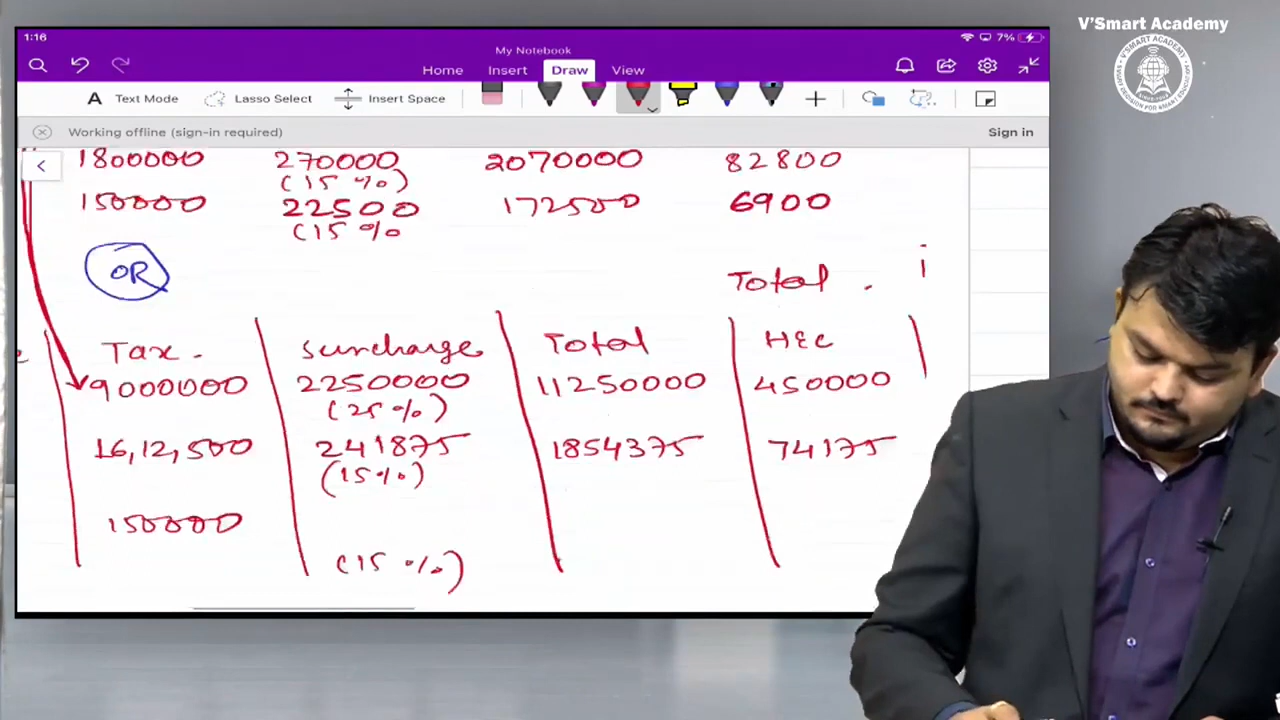 V'Smart Academy
1:16
7%
My Notebook
Home Insert Draw View
A Text Mode Lasso Select Insert Space
Working offline (sign-in required) Sign in
1800000 270000 2070000 82800
(15 %)
150000 22500 172500 6900
(15 %
OR
Total .
Tax . Surcharge Total HEC
9000000 2250000 11250000 450000
(25 %)
16,12,500 241875 1854375 74175
(15 %)
150000
(15 %)